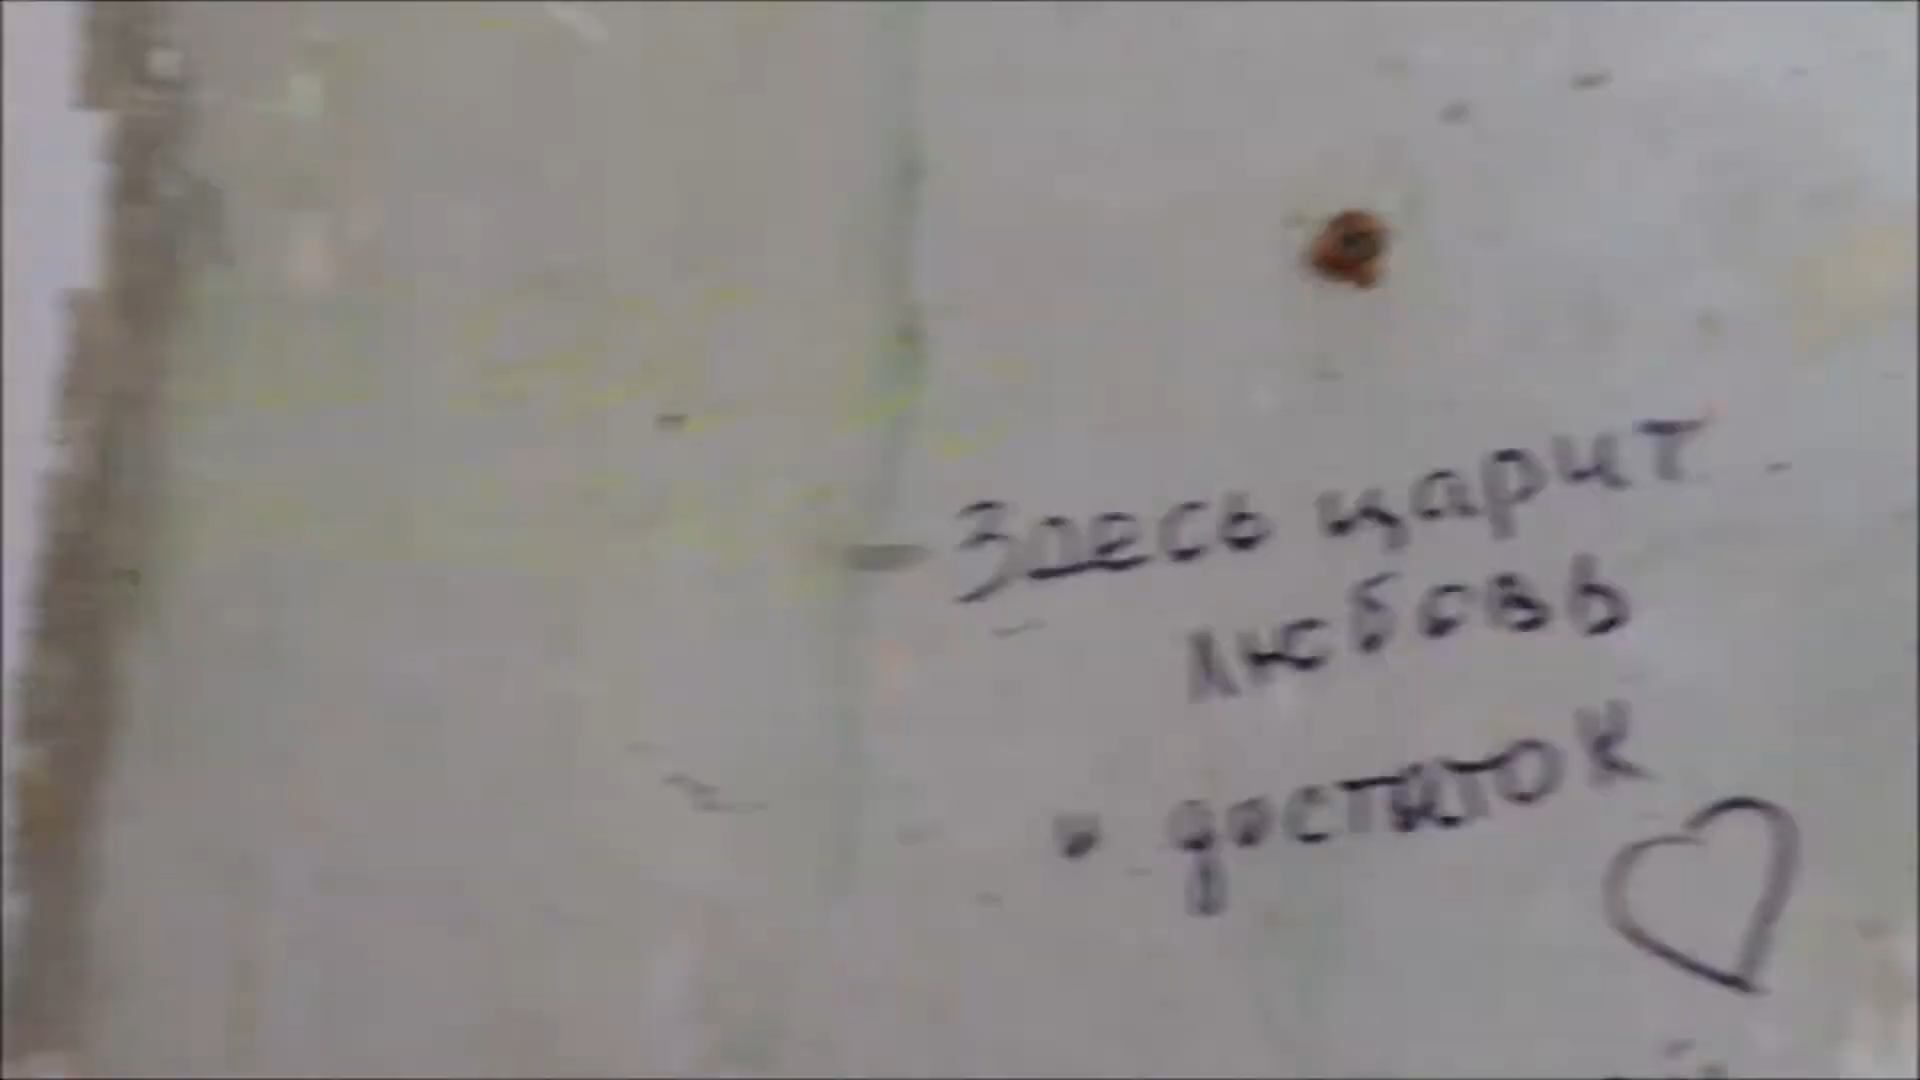 Здесь царит
любовь
и достаток